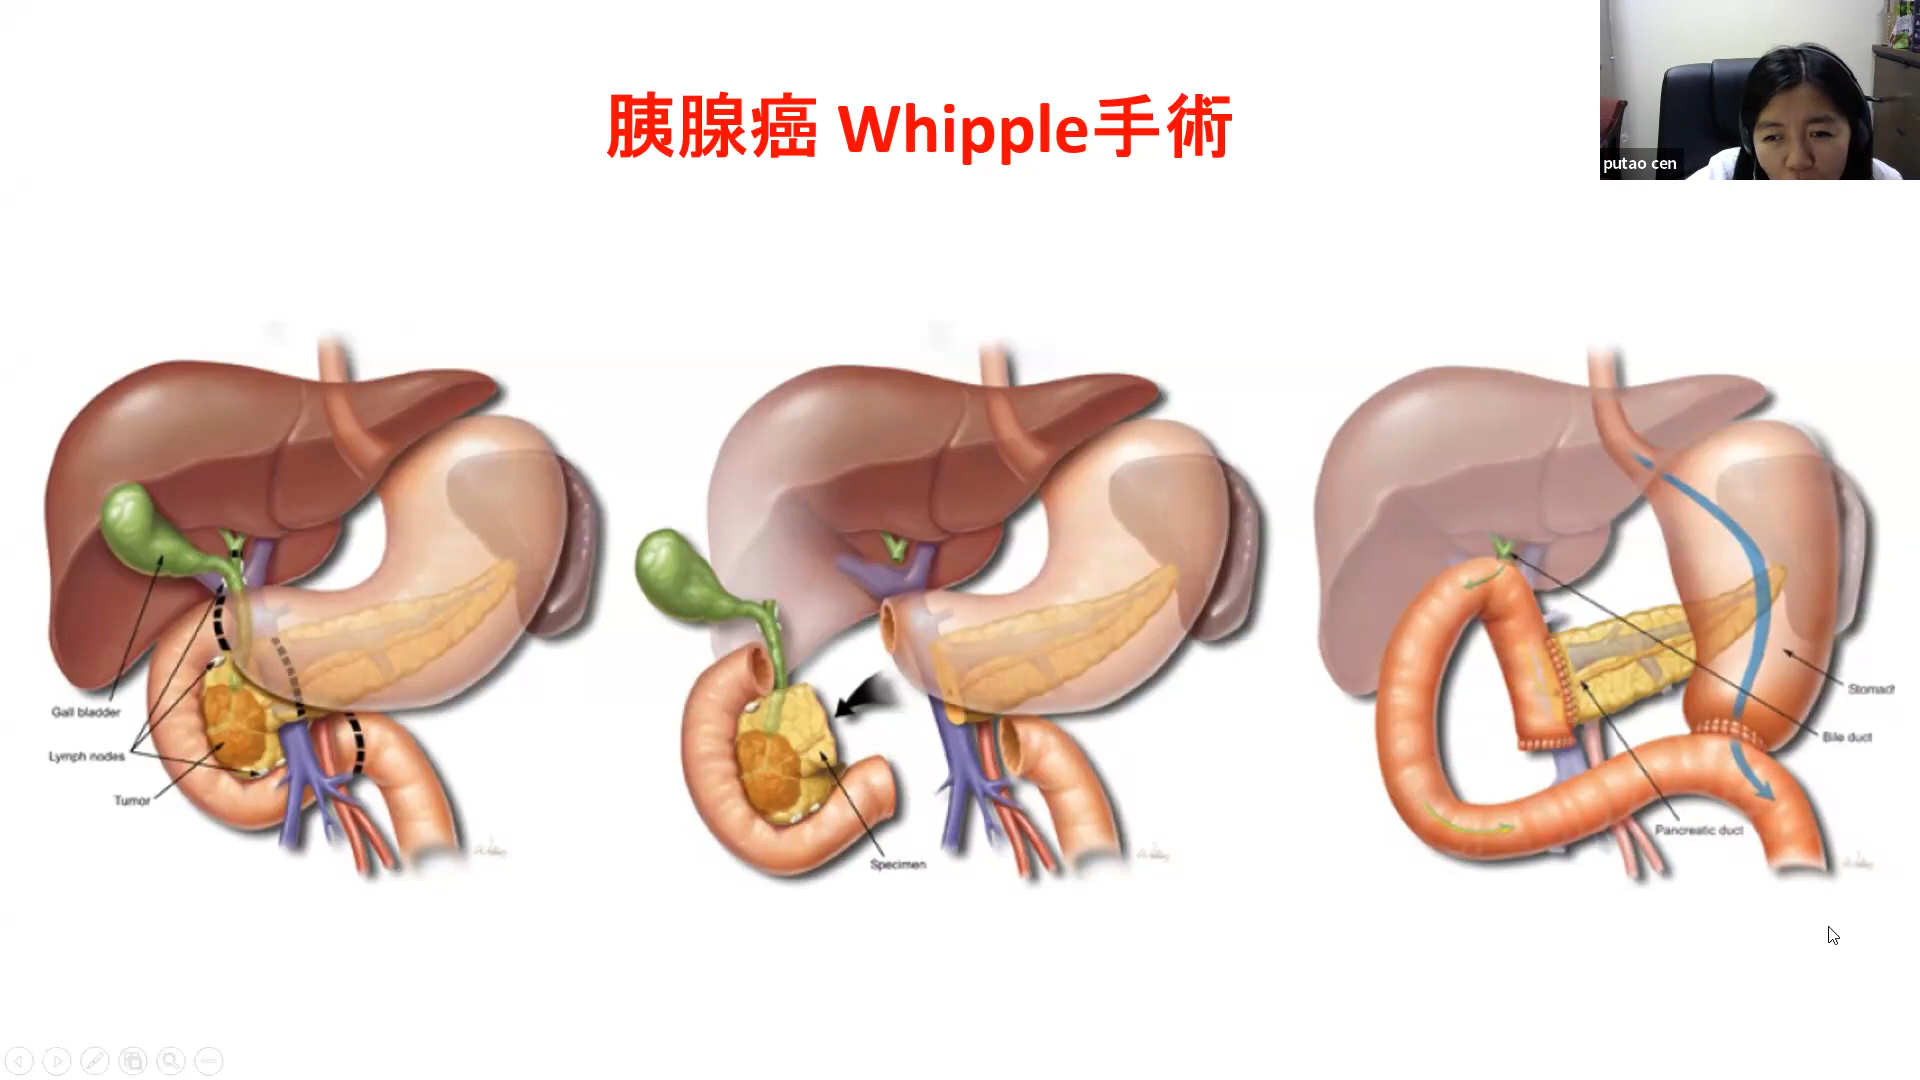 胰腺癌 Whipple手術
putao cen
Gall bladder
Lymph nodes
Tumor
Specimen
Stomach
Bile duct
Pancreatic duct